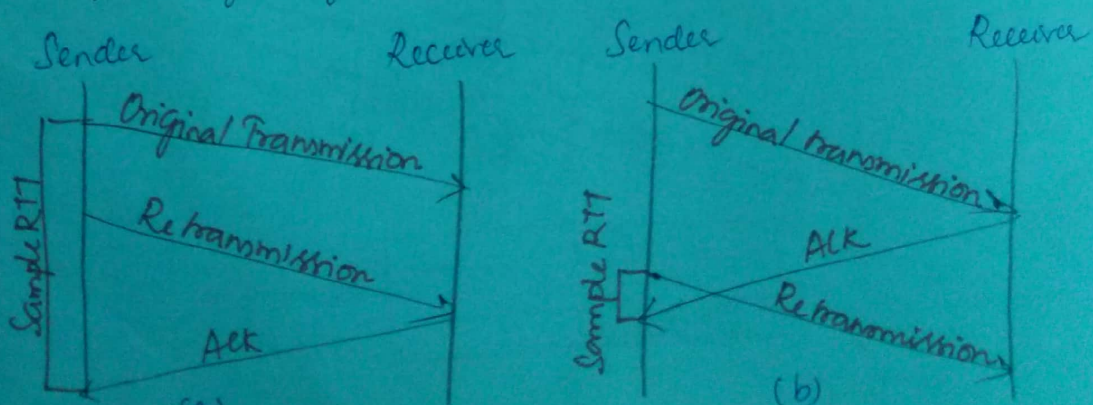 Sender
Receiver
Sender
Receiver
Original Transmission
Retransmission
Ack
Sample RTT
Original transmission
ACK
Retransmission
Sample RTT
(b)